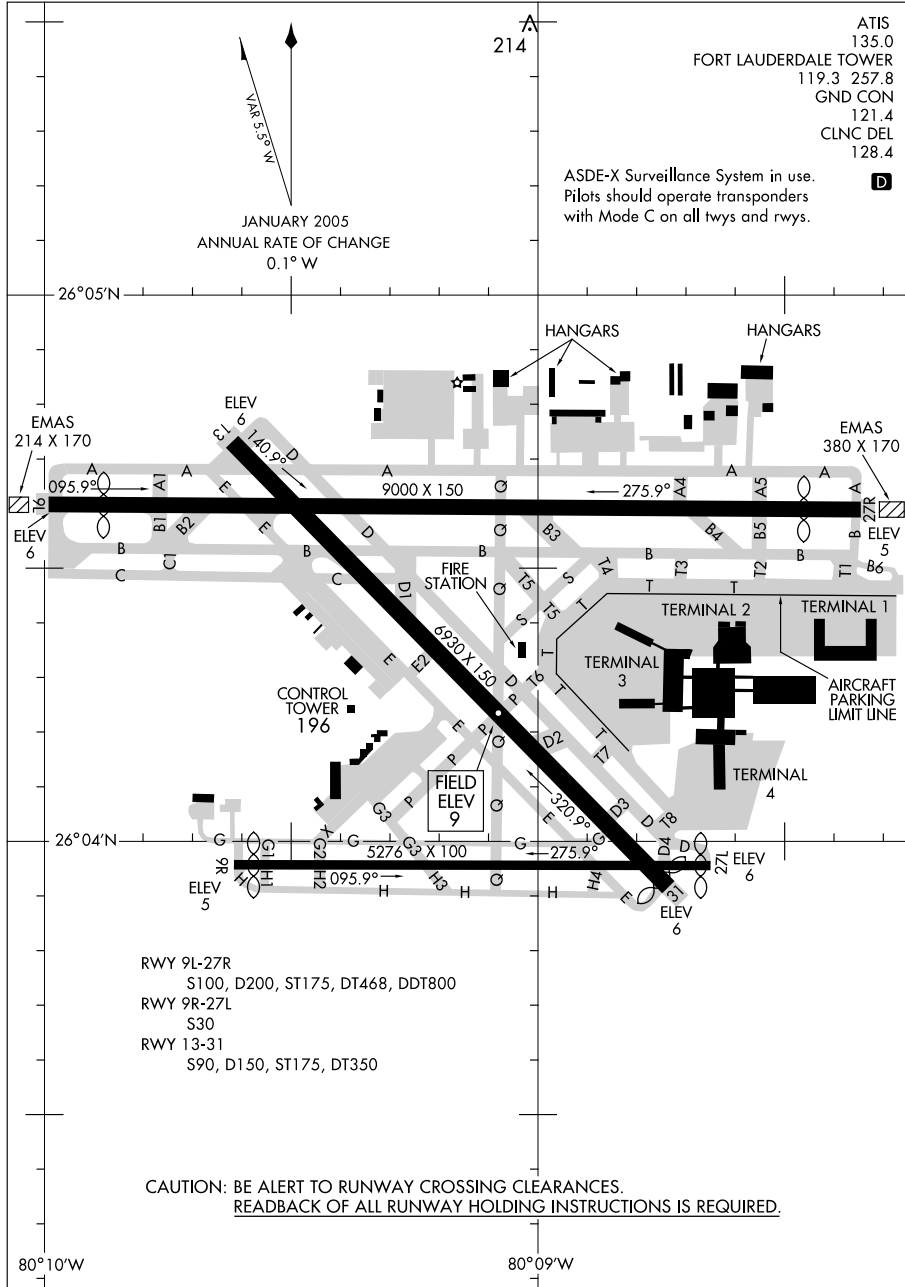 214
ATIS
135.0
FORT LAUDERDALE TOWER
119.3 257.8
GND CON
121.4
CLNC DEL
128.4
D
ASDE-X Surveillance System in use.
Pilots should operate transponders
with Mode C on all twys and rwys.
VAR 5.5° W
JANUARY 2005
ANNUAL RATE OF CHANGE
0.1° W
26°05'N
HANGARS
HANGARS
ELEV
6
EMAS
214 X 170
EMAS
380 X 170
13
140.9°
D
A
A
A
A
A
A1
A4
A5
A
095.9°
9000 X 150
275.9°
9L
27R
ELEV
6
ELEV
5
E
E
Q
Q
B1
B2
B3
B4
B5
B
D
B
B
B
B
B
B6
C1
C
C
D1
FIRE
STATION
Q
T5
S
T4
T3
T2
T1
T
T
S
T5
T
TERMINAL 2
TERMINAL 1
T
TERMINAL
3
E
E2
6930 X 150
D
T6
P
T
AIRCRAFT
PARKING
LIMIT LINE
CONTROL
TOWER
196
E
P
Q
D2
T
T7
P
FIELD
ELEV
9
320.9°
TERMINAL
4
P
Q
G3
E
D3
D
T8
26°04'N
G
G1
X
G2
G
G3
G
G
D4
D
9R
5276 X 100
275.9°
27L
ELEV
6
ELEV
5
H
H1
H2
095.9°
H3
Q
H4
H
H
H
E
31
ELEV
6
RWY 9L-27R
S100, D200, ST175, DT468, DDT800
RWY 9R-27L
S30
RWY 13-31
S90, D150, ST175, DT350
CAUTION: BE ALERT TO RUNWAY CROSSING CLEARANCES.
READBACK OF ALL RUNWAY HOLDING INSTRUCTIONS IS REQUIRED.
80°10'W
80°09'W